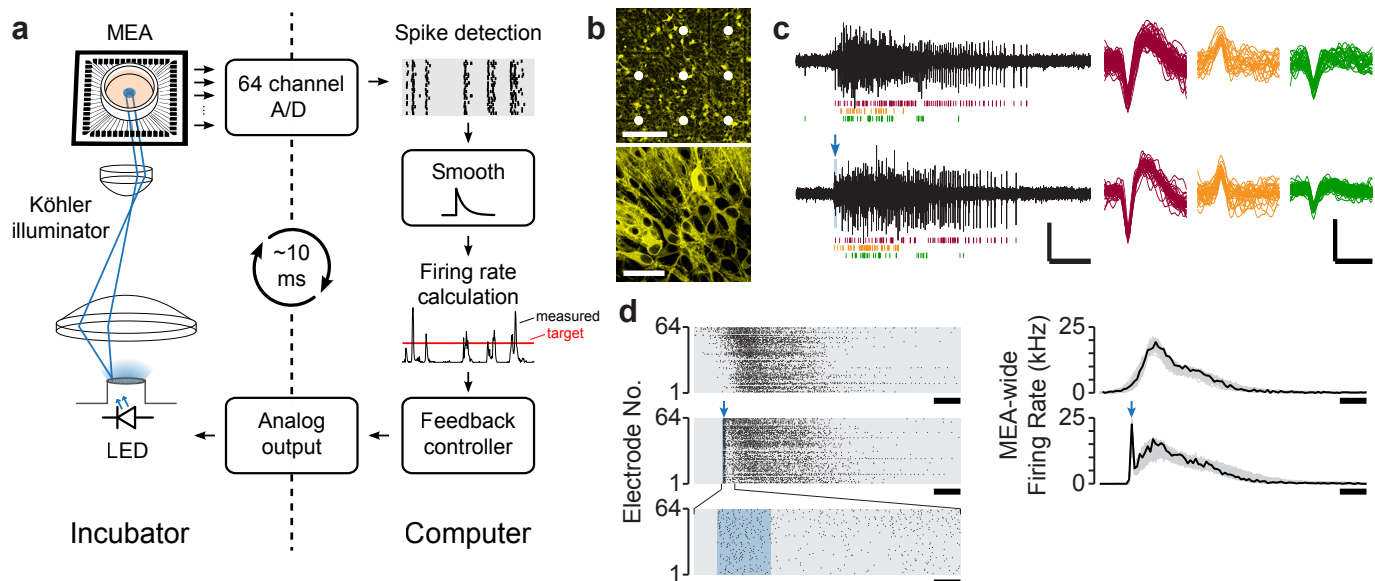 a
MEA
64 channel
A/D
Spike detection
Smooth
Köhler
illuminator
~10
ms
Firing rate
calculation
measured
target
LED
Analog
output
Feedback
controller
Incubator
Computer
b
c
d
Electrode No.
64
1
64
1
64
1
MEA-wide
Firing Rate (kHz)
25
0
25
0